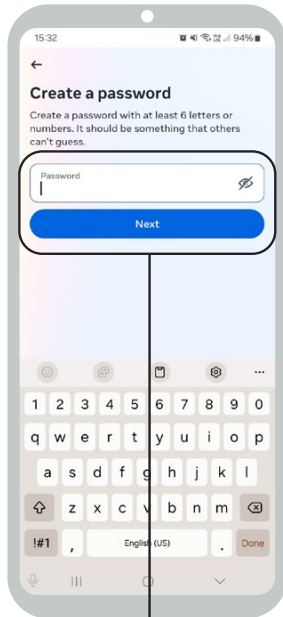 15:32 94%
Create a password
Create a password with at least 6 letters or
numbers. It should be something that others
can't guess.
Password
Next
1 2 3 4 5 6 7 8 9 0
q w e r t y u i o p
a s d f g h j k l
z x c v b n m
!#1 , English (US) . Done